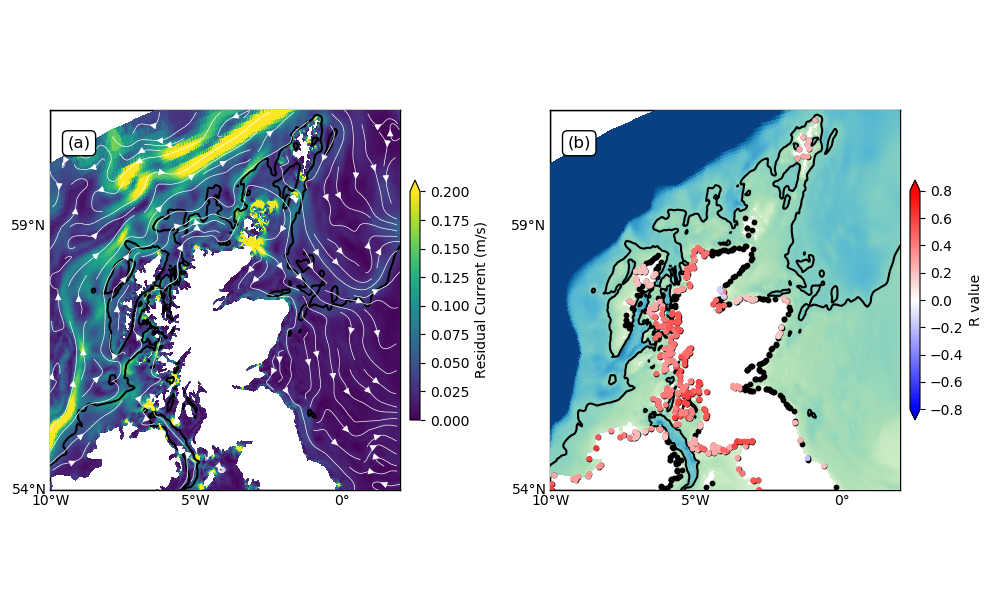 (a)
59°N
54°N
10°W
5°W
0°
0.200
0.175
0.150
0.125
0.100
0.075
0.050
0.025
0.000
Residual Current (m/s)
(b)
59°N
54°N
10°W
5°W
0°
0.8
0.6
0.4
0.2
0.0
−0.2
−0.4
−0.6
−0.8
R value